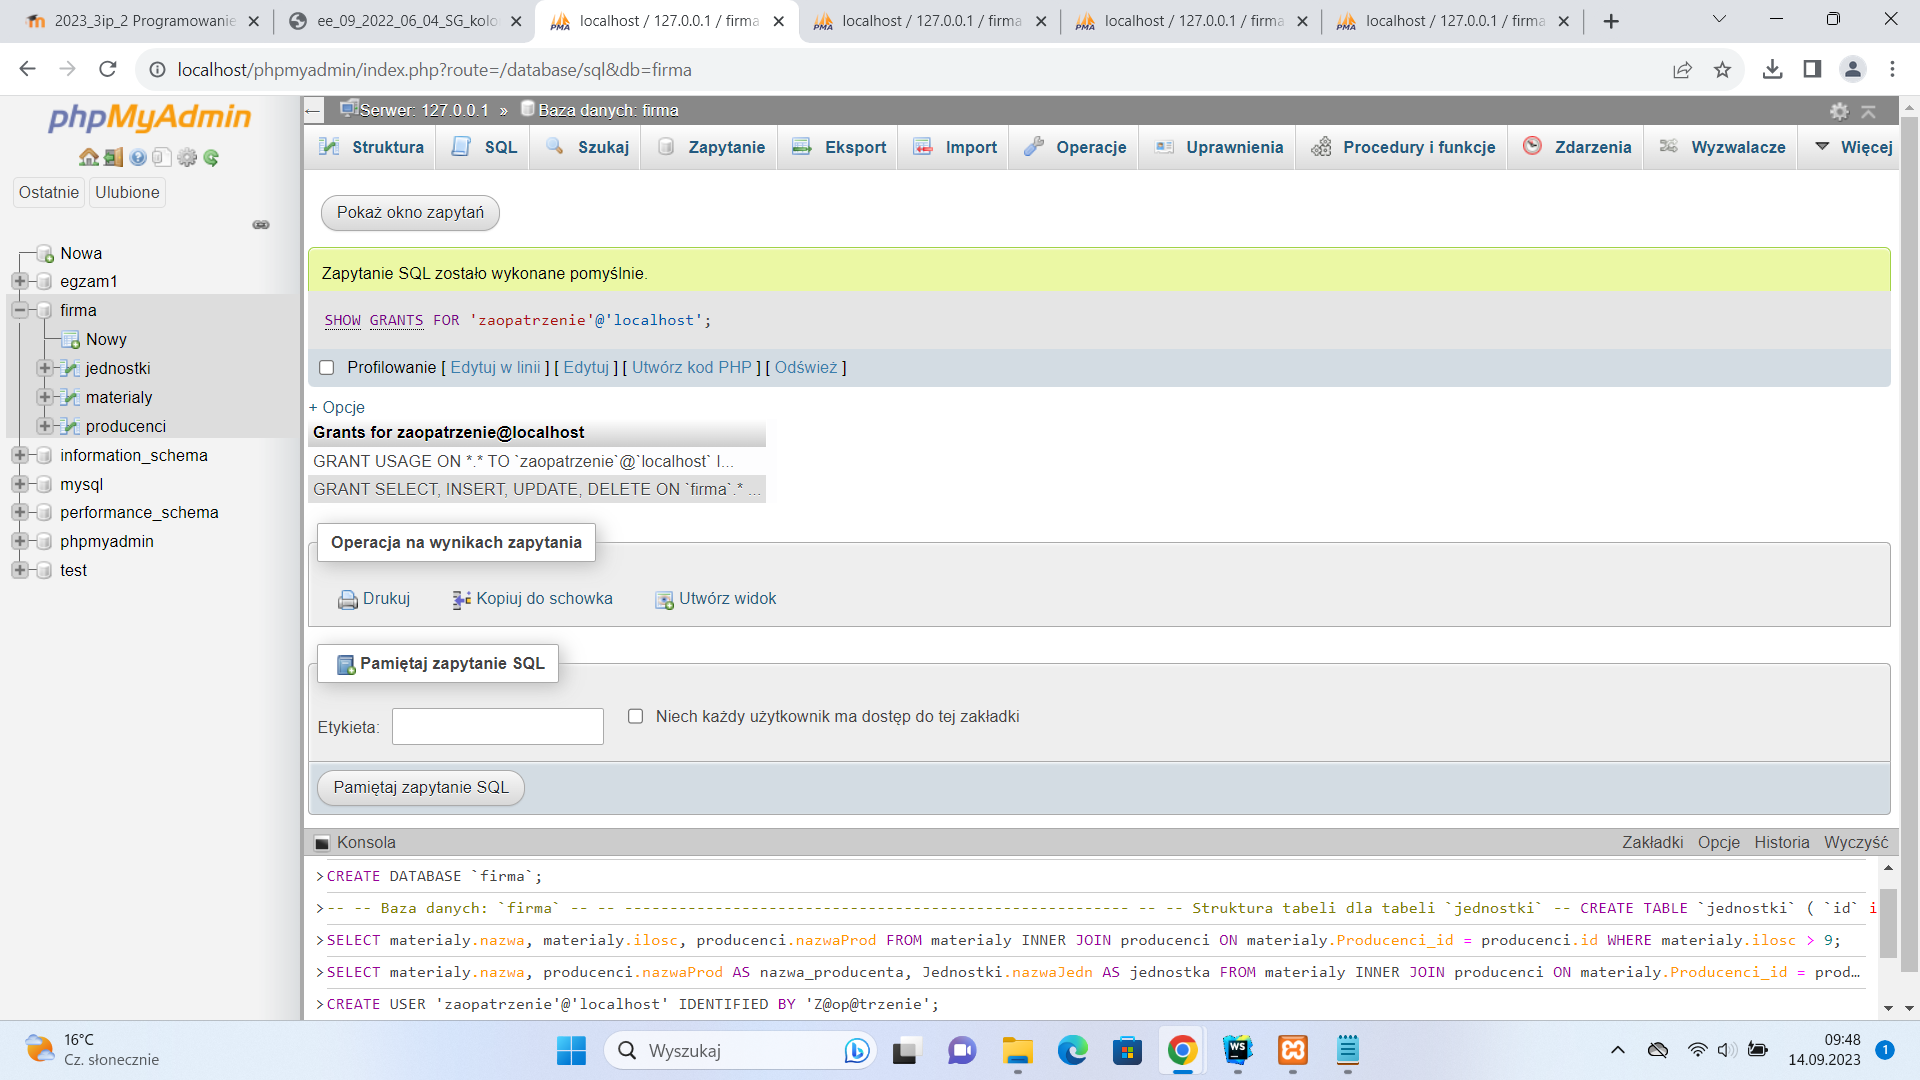 2023_3ip_2 Programowanie
ee_09_2022_06_04_SG_kolo
localhost / 127.0.0.1 / firma
localhost / 127.0.0.1 / firma
localhost / 127.0.0.1 / firma
localhost / 127.0.0.1 / firma
localhost/phpmyadmin/index.php?route=/database/sql&db=firma
phpMyAdmin
Ostatnie
Ulubione
Nowa
egzam1
firma
Nowy
jednostki
materialy
producenci
information_schema
mysql
performance_schema
phpmyadmin
test
Serwer: 127.0.0.1 » Baza danych: firma
Struktura
SQL
Szukaj
Zapytanie
Eksport
Import
Operacje
Uprawnienia
Procedury i funkcje
Zdarzenia
Wyzwalacze
Więcej
Pokaż okno zapytań
Zapytanie SQL zostało wykonane pomyślnie.
SHOW GRANTS FOR 'zaopatrzenie'@'localhost';
Profilowanie [ Edytuj w linii ] [ Edytuj ] [ Utwórz kod PHP ] [ Odśwież ]
+ Opcje
Grants for zaopatrzenie@localhost
GRANT USAGE ON *.* TO `zaopatrzenie`@`localhost` I...
GRANT SELECT, INSERT, UPDATE, DELETE ON `firma`.* ...
Operacja na wynikach zapytania
Drukuj
Kopiuj do schowka
Utwórz widok
Pamiętaj zapytanie SQL
Etykieta:
Niech każdy użytkownik ma dostęp do tej zakładki
Pamiętaj zapytanie SQL
Konsola
Zakładki Opcje Historia Wyczyść
>CREATE DATABASE `firma`;
>-- -- Baza danych: `firma` -- -- -------------------------------------------------------- -- -- Struktura tabeli dla tabeli `jednostki` -- CREATE TABLE `jednostki` ( `id` i
>SELECT materialy.nazwa, materialy.ilosc, producenci.nazwaProd FROM materialy INNER JOIN producenci ON materialy.Producenci_id = producenci.id WHERE materialy.ilosc > 9;
>SELECT materialy.nazwa, producenci.nazwaProd AS nazwa_producenta, Jednostki.nazwaJedn AS jednostka FROM materialy INNER JOIN producenci ON materialy.Producenci_id = prod…
>CREATE USER 'zaopatrzenie'@'localhost' IDENTIFIED BY 'Z@op@trzenie';
16°C
Cz. słonecznie
Wyszukaj
09:48
14.09.2023
1